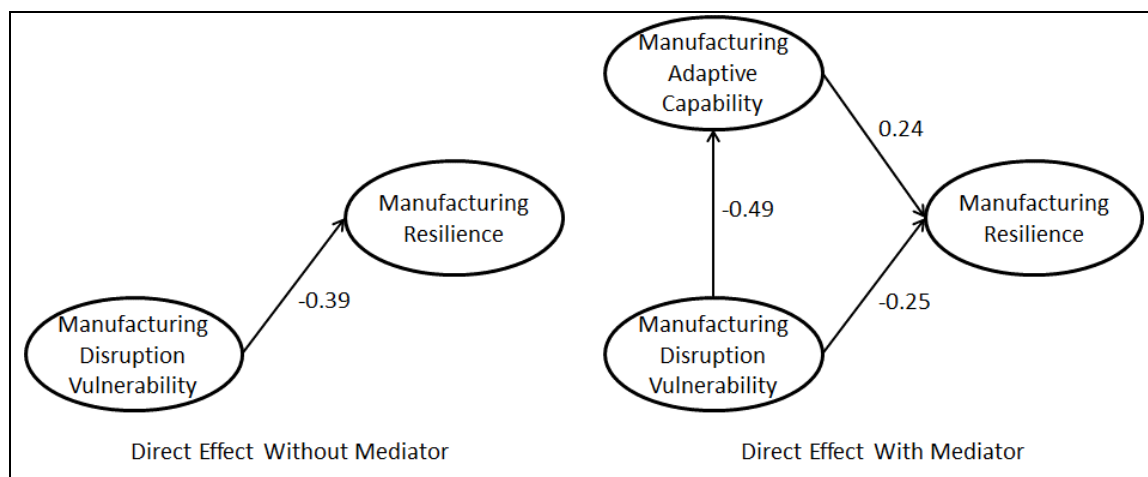 Manufacturing
Resilience
-0.39
Manufacturing
Disruption
Vulnerability
Direct Effect Without Mediator
Manufacturing
Adaptive
Capability
0.24
-0.49
Manufacturing
Resilience
-0.25
Manufacturing
Disruption
Vulnerability
Direct Effect With Mediator